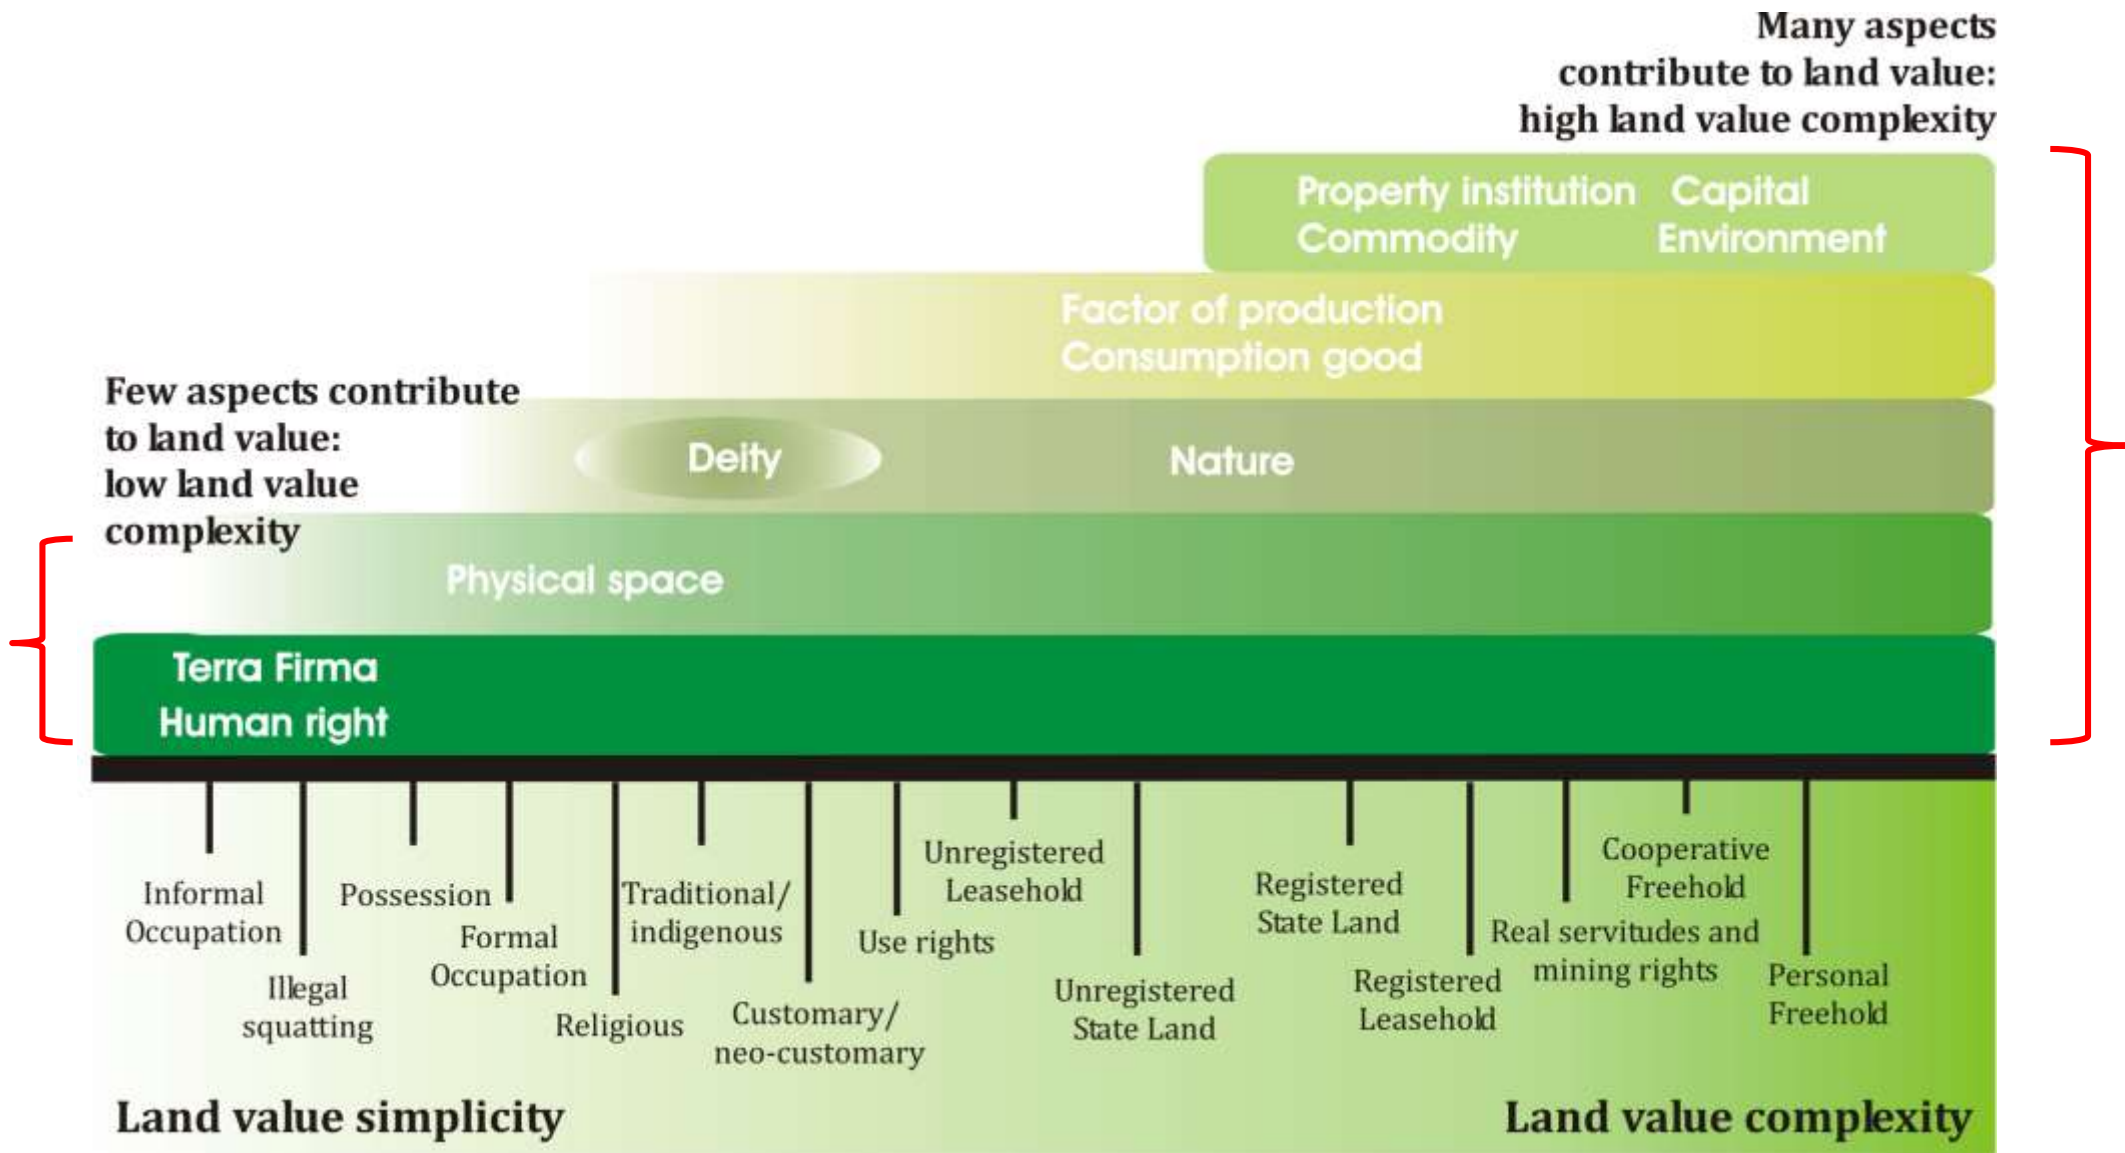 Many aspects
contribute to land value:
high land value complexity
Property institution Capital
Commodity Environment
Factor of production
Consumption good
Few aspects contribute
to land value:
low land value
complexity
Deity
Nature
Physical space
Terra Firma
Human right
Informal
Occupation
Illegal
squatting
Possession
Formal
Occupation
Religious
Traditional/
indigenous
Customary/
neo-customary
Use rights
Unregistered
Leasehold
Unregistered
State Land
Registered
State Land
Registered
Leasehold
Real servitudes and
mining rights
Cooperative
Freehold
Personal
Freehold
Land value simplicity
Land value complexity